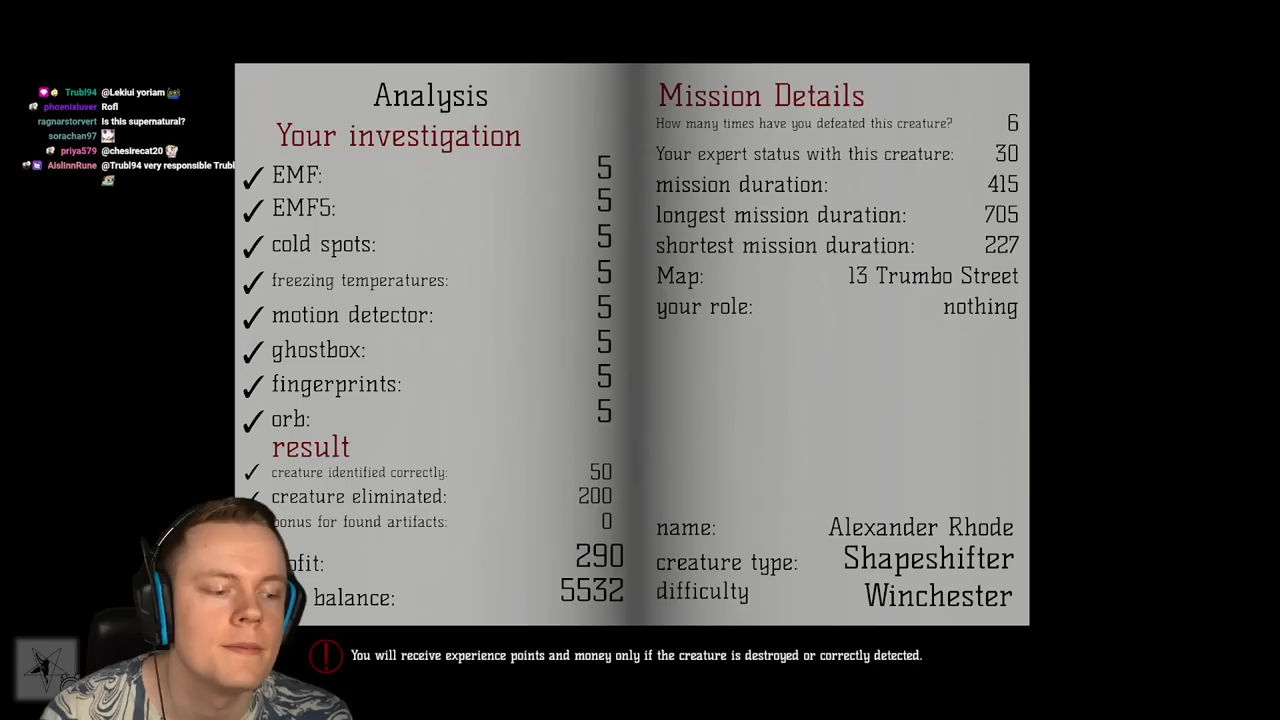 Trubl94 @Lekiui yoriam
phoenixluver Rofl
ragnarstorvert Is this supernatural?
sorachan97
priya579 @chesirecat20
AislinnRune @Trubl94 very responsible Trubl
Analysis
Your investigation
EMF: 5
EMF5: 5
cold spots: 5
freezing temperatures: 5
motion detector: 5
ghostbox: 5
fingerprints: 5
orb: 5
result
creature identified correctly: 50
creature eliminated: 200
bonus for found artifacts: 0
ofit: 290
balance: 5532
Mission Details
How many times have you defeated this creature? 6
Your expert status with this creature: 30
mission duration: 415
longest mission duration: 705
shortest mission duration: 227
Map: 13 Trumbo Street
your role: nothing
name: Alexander Rhode
creature type: Shapeshifter
difficulty Winchester
You will receive experience points and money only if the creature is destroyed or correctly detected.